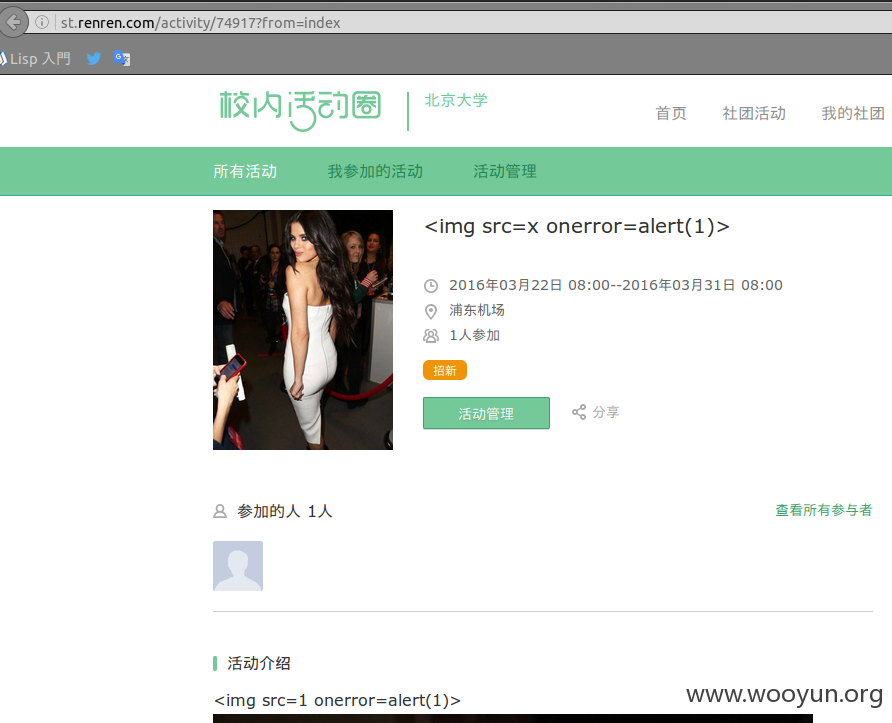 st.renren.com/activity/74917?from=index
Lisp 入門
校内活动圈
北京大学
首页 社团活动 我的社团
所有活动 我参加的活动 活动管理
<img src=x onerror=alert(1)>
2016年03月22日 08:00--2016年03月31日 08:00
浦东机场
1人参加
招新
活动管理 分享
参加的人 1人 查看所有参与者
活动介绍
<img src=1 onerror=alert(1)>
www.wooyun.org